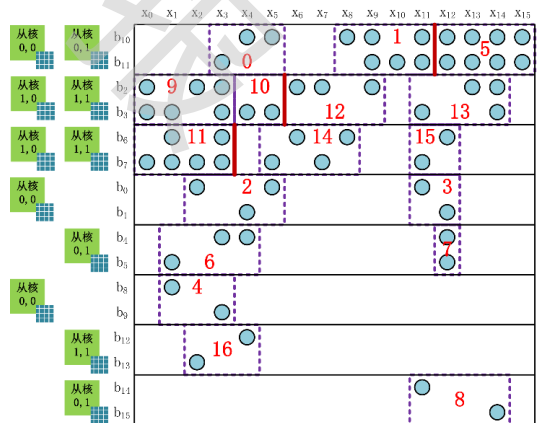 x₀ x₁ x₂ x₃ x₄ x₅ x₆ x₇ x₈ x₉ x₁₀ x₁₁ x₁₂ x₁₃ x₁₄ x₁₅
从核 0, 0 从核 0, 1 b₁₀ 1 5
b₁₁ 0
从核 1, 0 从核 1, 1 b₂ 9 10
b₃ 12 13
从核 1, 0 从核 1, 1 b₆ 11 14 15
b₇
从核 0, 0 b₀ 2 3
b₁
从核 0, 1 b₄ 7
b₅ 6
从核 0, 0 b₈ 4
b₉
从核 1, 1 b₁₂ 16
b₁₃
从核 0, 1 b₁₄ 8
b₁₅